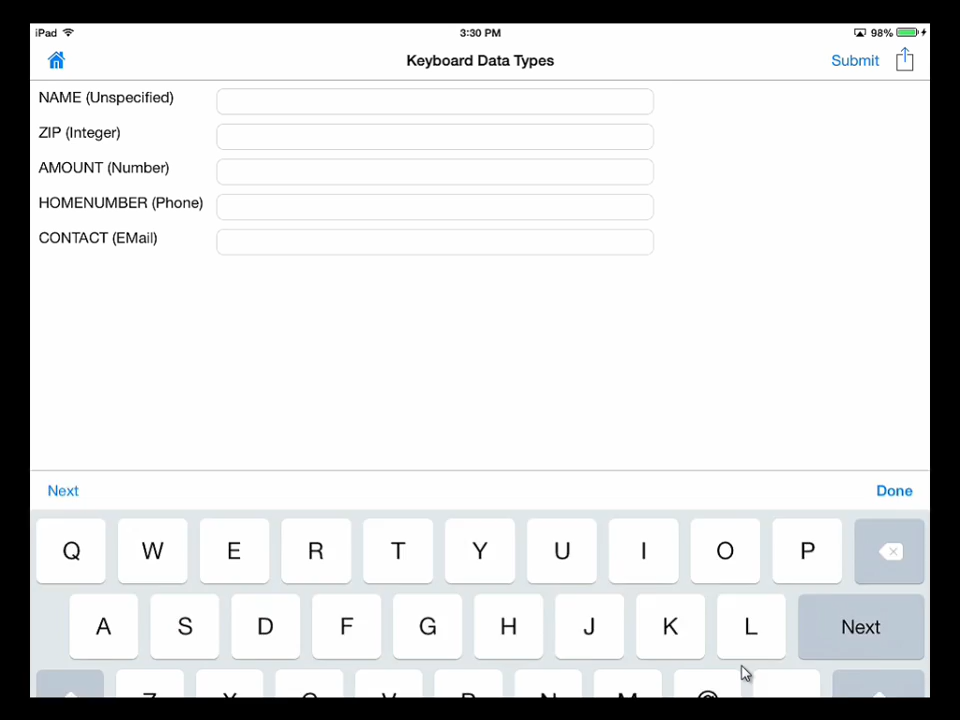 iPad 3:30 PM 98%
Keyboard Data Types Submit
NAME (Unspecified)
ZIP (Integer)
AMOUNT (Number)
HOMENUMBER (Phone)
CONTACT (EMail)
Next Done
Q W E R T Y U I O P
A S D F G H J K L Next
Z X C V B N M @